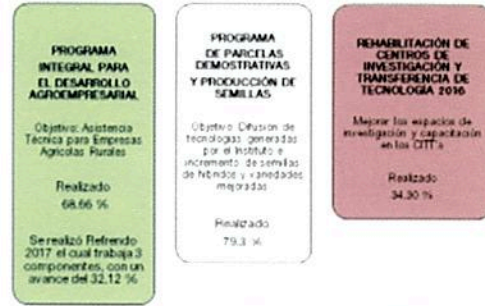 PROGRAMA
INTEGRAL PARA
EL DESARROLLO
AGROEMPRESARIAL
Objetivo: Asistencia
Técnica para Empresas
Agrícolas Rurales
Realizado
68.66 %
Se realizó Refrendo
2017 el cual trabaja 3
componentes, con un
avance del 32.12 %
PROGRAMA
DE PARCELAS
DEMOSTRATIVAS
Y PRODUCCIÓN DE
SEMILLAS
Objetivo: Difusión de
tecnologías generadas
por el Instituto e
incremento de semillas
de híbridos y variedades
mejoradas
Realizado
79.3 %
REHABILITACIÓN DE
CENTROS DE
INVESTIGACIÓN Y
TRANSFERENCIA DE
TECNOLOGÍA 2016
Mejorar los espacios de
investigación y capacitación
en los CITT's
Realizado
34.30 %